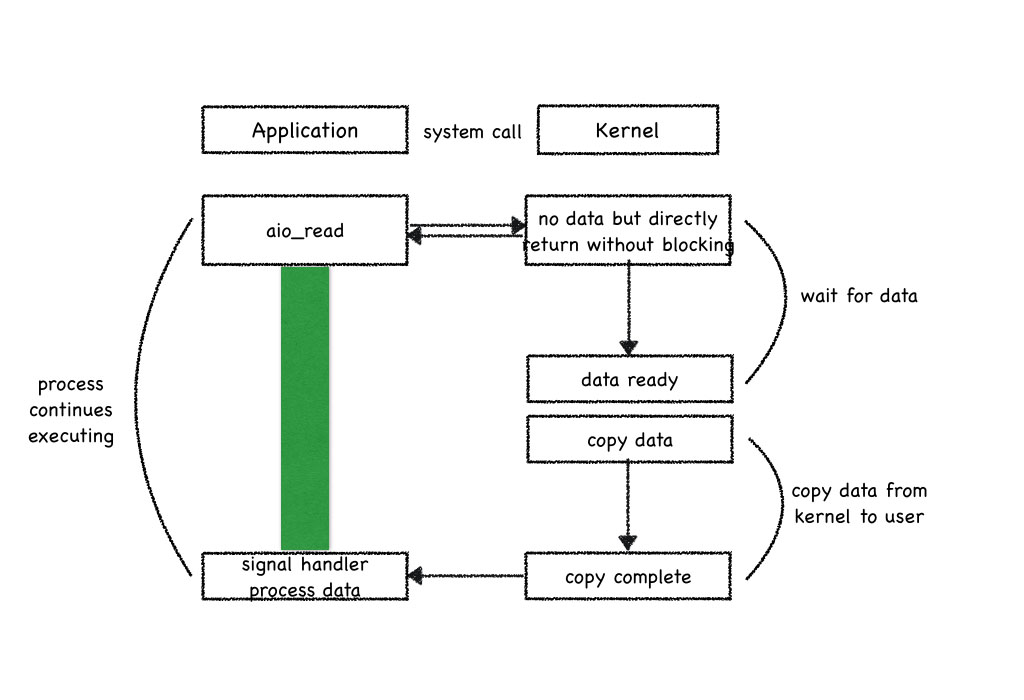 Application
system call
Kernel
aio_read
no data but directly
return without blocking
wait for data
data ready
process
continues
executing
copy data
copy data from
kernel to user
signal handler
process data
copy complete